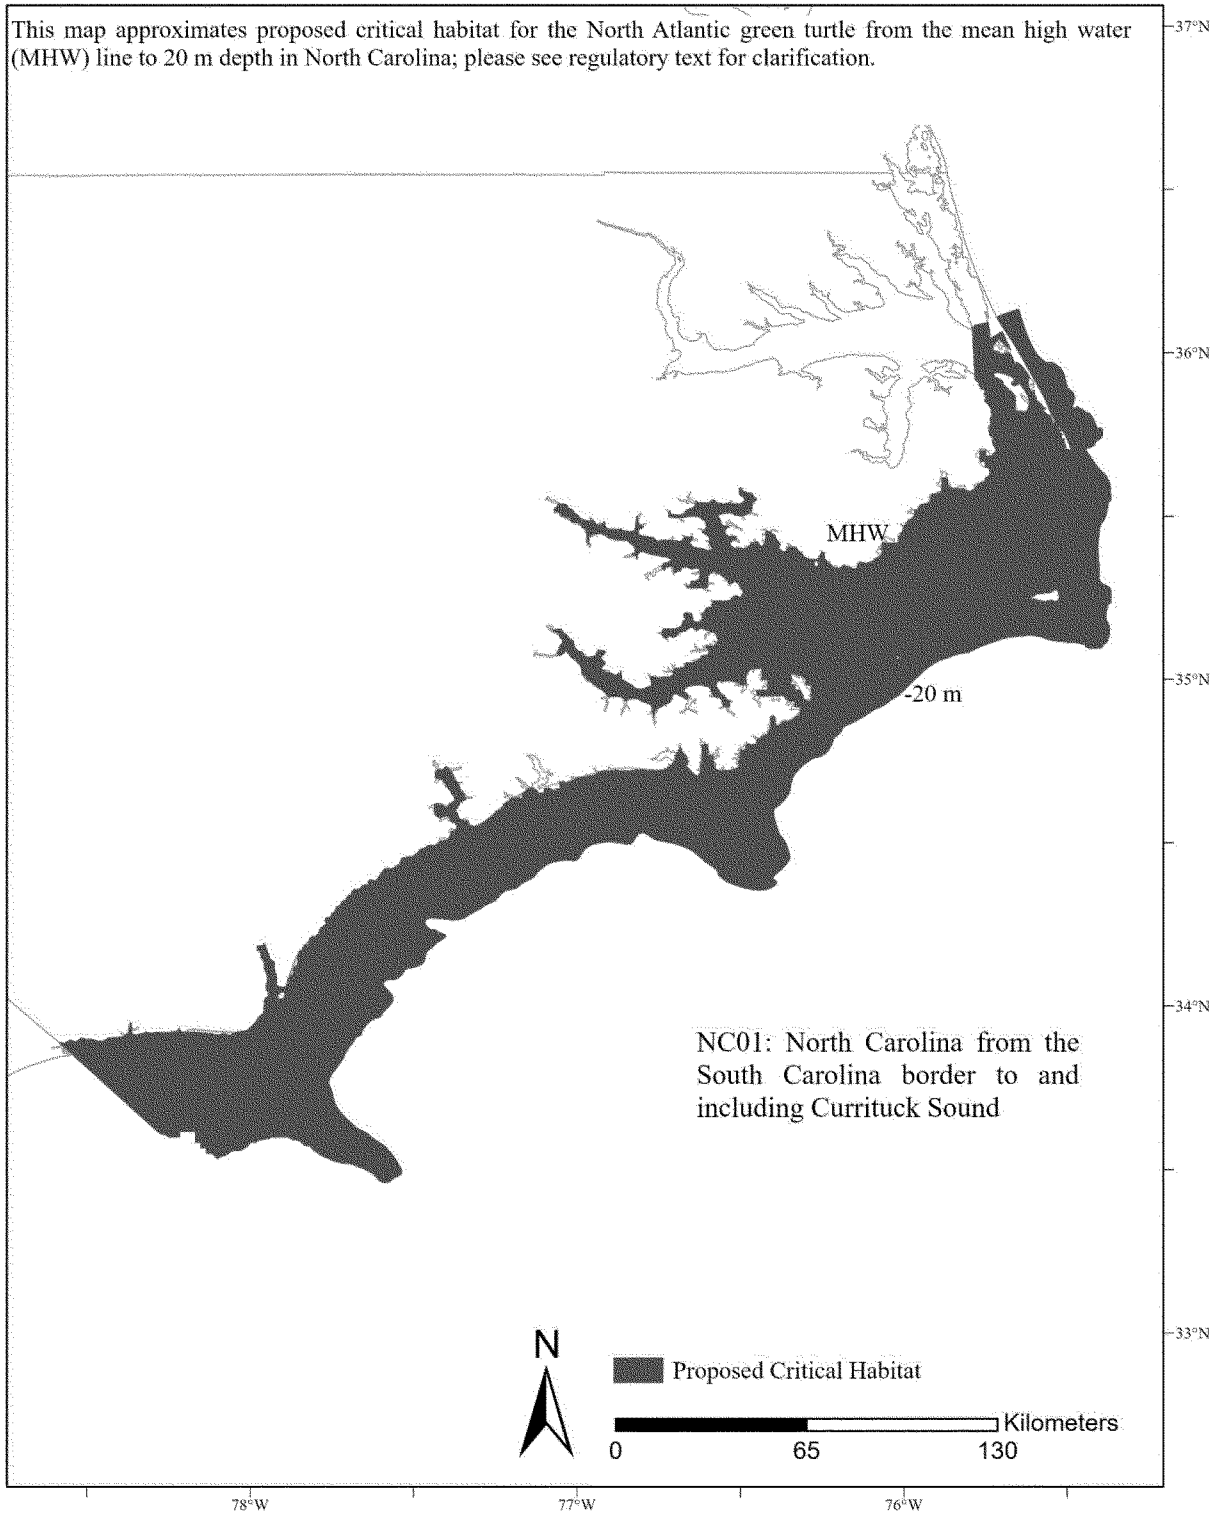 This map approximates proposed critical habitat for the North Atlantic green turtle from the mean high water
(MHW) line to 20 m depth in North Carolina; please see regulatory text for clarification.
37°N
36°N
MHW
35°N
-20 m
34°N
NC01: North Carolina from the
South Carolina border to and
including Currituck Sound
33°N
N
Proposed Critical Habitat
Kilometers
0 65 130
78°W 77°W 76°W